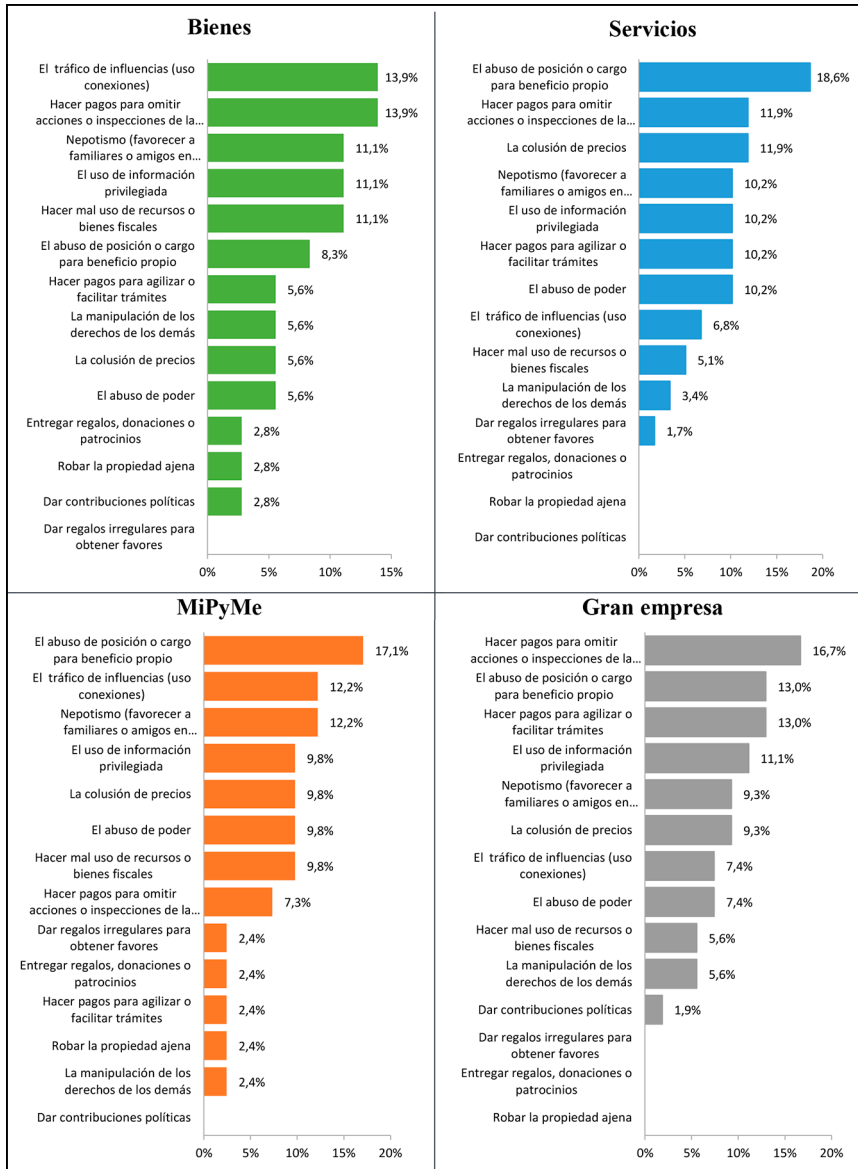 Bienes
El  tráfico de influencias (uso
conexiones)
13,9%
Hacer pagos para omitir
acciones o inspecciones de la…
13,9%
Nepotismo (favorecer a
familiares o amigos en…
11,1%
El uso de información
privilegiada
11,1%
Hacer mal uso de recursos o
bienes fiscales
11,1%
El abuso de posición o cargo
para beneficio propio
8,3%
Hacer pagos para agilizar o
facilitar trámites
5,6%
La manipulación de los
derechos de los demás
5,6%
La colusión de precios
5,6%
El abuso de poder
5,6%
Entregar regalos, donaciones o
patrocinios
2,8%
Robar la propiedad ajena
2,8%
Dar contribuciones políticas
2,8%
Dar regalos irregulares para
obtener favores
0% 5% 10% 15%
Servicios
El abuso de posición o cargo
para beneficio propio
18,6%
Hacer pagos para omitir
acciones o inspecciones de la…
11,9%
La colusión de precios
11,9%
Nepotismo (favorecer a
familiares o amigos en…
10,2%
El uso de información
privilegiada
10,2%
Hacer pagos para agilizar o
facilitar trámites
10,2%
El abuso de poder
10,2%
El  tráfico de influencias (uso
conexiones)
6,8%
Hacer mal uso de recursos o
bienes fiscales
5,1%
La manipulación de los
derechos de los demás
3,4%
Dar regalos irregulares para
obtener favores
1,7%
Entregar regalos, donaciones o
patrocinios
Robar la propiedad ajena
Dar contribuciones políticas
0% 5% 10% 15% 20%
MiPyMe
El abuso de posición o cargo
para beneficio propio
17,1%
El  tráfico de influencias (uso
conexiones)
12,2%
Nepotismo (favorecer a
familiares o amigos en…
12,2%
El uso de información
privilegiada
9,8%
La colusión de precios
9,8%
El abuso de poder
9,8%
Hacer mal uso de recursos o
bienes fiscales
9,8%
Hacer pagos para omitir
acciones o inspecciones de la…
7,3%
Dar regalos irregulares para
obtener favores
2,4%
Entregar regalos, donaciones o
patrocinios
2,4%
Hacer pagos para agilizar o
facilitar trámites
2,4%
Robar la propiedad ajena
2,4%
La manipulación de los
derechos de los demás
2,4%
Dar contribuciones políticas
0% 5% 10% 15% 20%
Gran empresa
Hacer pagos para omitir
acciones o inspecciones de la…
16,7%
El abuso de posición o cargo
para beneficio propio
13,0%
Hacer pagos para agilizar o
facilitar trámites
13,0%
El uso de información
privilegiada
11,1%
Nepotismo (favorecer a
familiares o amigos en…
9,3%
La colusión de precios
9,3%
El  tráfico de influencias (uso
conexiones)
7,4%
El abuso de poder
7,4%
Hacer mal uso de recursos o
bienes fiscales
5,6%
La manipulación de los
derechos de los demás
5,6%
Dar contribuciones políticas
1,9%
Dar regalos irregulares para
obtener favores
Entregar regalos, donaciones o
patrocinios
Robar la propiedad ajena
0% 5% 10% 15% 20%